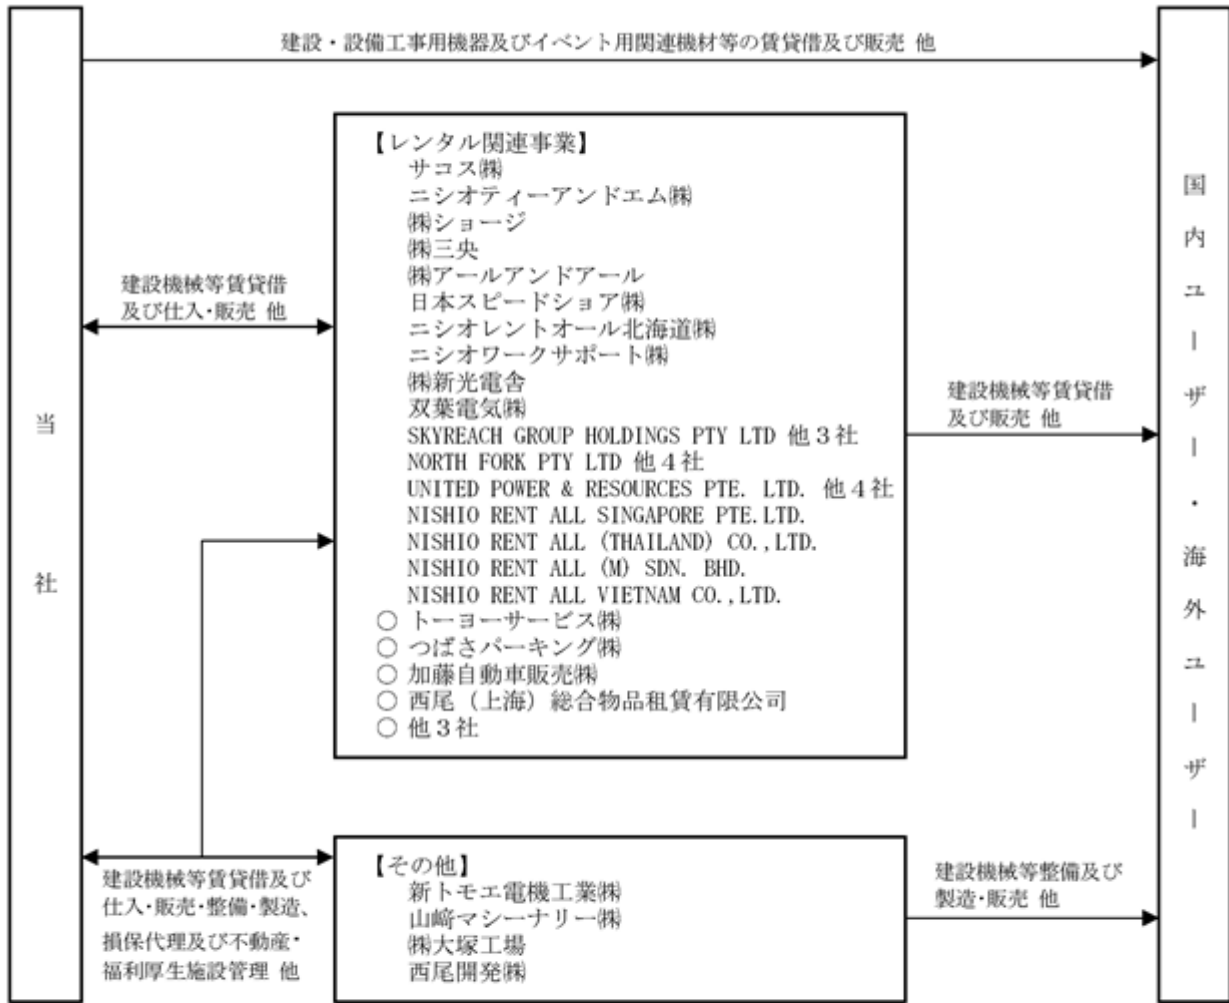 建設・設備工事用機器及びイベント用関連機材等の賃貸借及び販売 他
当社
国内ユーザー・海外ユーザー
建設機械等賃貸借
及び仕入・販売 他
【レンタル関連事業】
サコス㈱
ニシオティーアンドエム㈱
㈱ショージ
㈱三央
㈱アールアンドアール
日本スピードショア㈱
ニシオレントオール北海道㈱
ニシオワークサポート㈱
㈱新光電舎
双葉電気㈱
SKYREACH GROUP HOLDINGS PTY LTD 他３社
NORTH FORK PTY LTD 他４社
UNITED POWER & RESOURCES PTE. LTD. 他４社
NISHIO RENT ALL SINGAPORE PTE.LTD.
NISHIO RENT ALL (THAILAND) CO.,LTD.
NISHIO RENT ALL (M) SDN. BHD.
NISHIO RENT ALL VIETNAM CO.,LTD.
○ トーヨーサービス㈱
○ つばさパーキング㈱
○ 加藤自動車販売㈱
○ 西尾（上海）総合物品租賃有限公司
○ 他３社
建設機械等賃貸借
及び販売 他
建設機械等賃貸借及び
仕入・販売・整備・製造、
損保代理及び不動産・
福利厚生施設管理 他
【その他】
新トモエ電機工業㈱
山﨑マシーナリー㈱
㈱大塚工場
西尾開発㈱
建設機械等整備及び
製造・販売 他